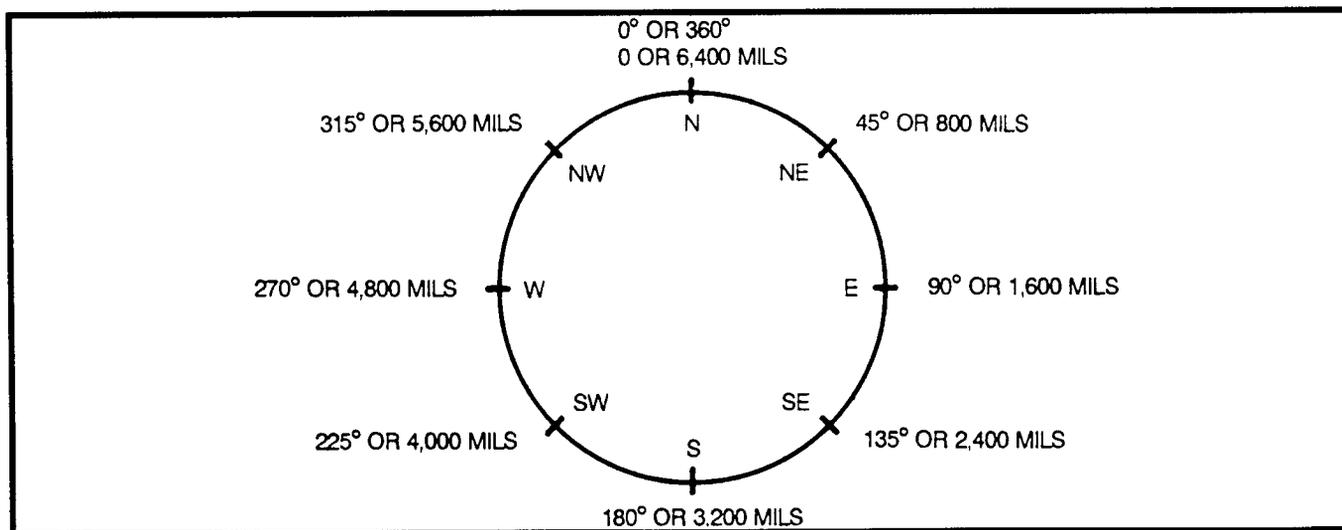 0° OR 360°
0 OR 6,400 MILS
N
315° OR 5,600 MILS
45° OR 800 MILS
NW
NE
270° OR 4,800 MILS
W
E
90° OR 1,600 MILS
SW
SE
225° OR 4,000 MILS
135° OR 2,400 MILS
S
180° OR 3,200 MILS